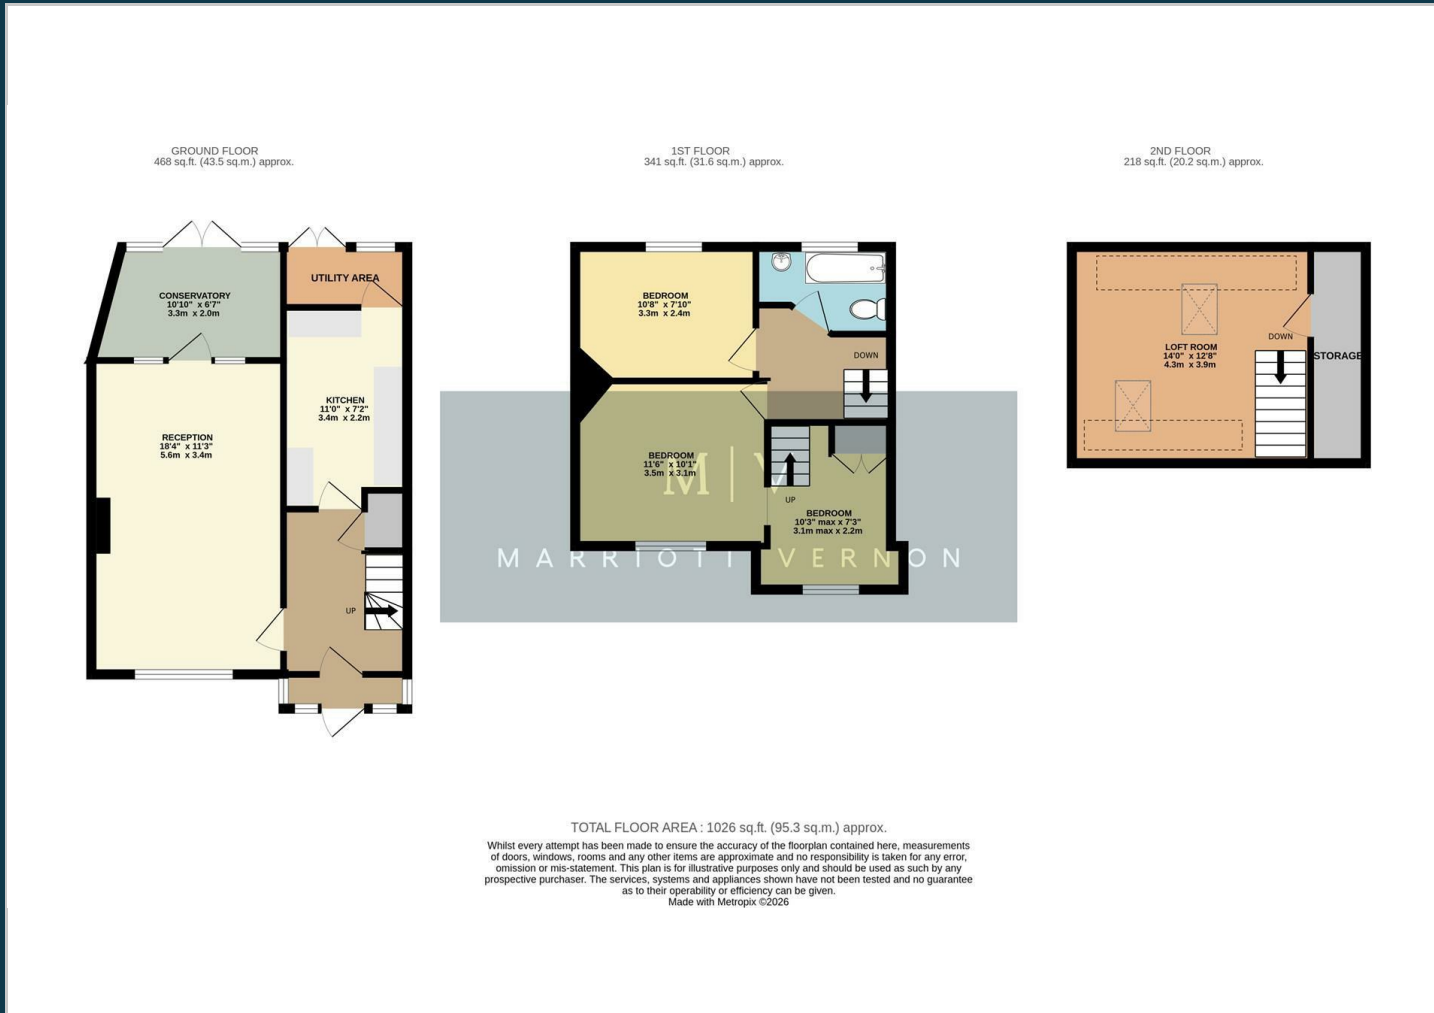 GROUND FLOOR
468 sq.ft. (43.5 sq.m.) approx.
1ST FLOOR
341 sq.ft. (31.6 sq.m.) approx.
2ND FLOOR
218 sq.ft. (20.2 sq.m.) approx.
CONSERVATORY
10'10" x 6'7"
3.3m x 2.0m
UTILITY AREA
KITCHEN
11'0" x 7'2"
3.4m x 2.2m
RECEPTION
18'4" x 11'3"
5.6m x 3.4m
UP
BEDROOM
10'8" x 7'10"
3.3m x 2.4m
DOWN
BEDROOM
11'6" x 10'1"
3.5m x 3.1m
UP
BEDROOM
10'3" max x 7'3"
3.1m max x 2.2m
M | V
MARRIOTT VERNON
DOWN
LOFT ROOM
14'0" x 12'8"
4.3m x 3.9m
STORAGE
TOTAL FLOOR AREA : 1026 sq.ft. (95.3 sq.m.) approx.
Whilst every attempt has been made to ensure the accuracy of the floorplan contained here, measurements
of doors, windows, rooms and any other items are approximate and no responsibility is taken for any error,
omission or mis-statement. This plan is for illustrative purposes only and should be used as such by any
prospective purchaser. The services, systems and appliances shown have not been tested and no guarantee
as to their operability or efficiency can be given.
Made with Metropix ©2026